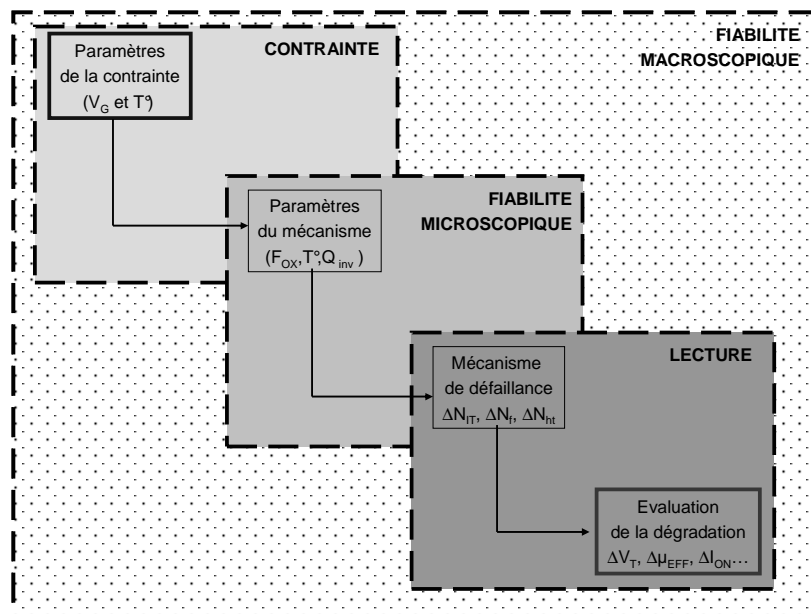 FIABILITE
MACROSCOPIQUE
CONTRAINTE
Paramètres
de la contrainte
(V_G et T°)
FIABILITE
MICROSCOPIQUE
Paramètres
du mécanisme
(F_OX,T°,Q_inv )
LECTURE
Mécanisme
de défaillance
ΔN_IT, ΔN_f, ΔN_ht
Evaluation
de la dégradation
ΔV_T, Δμ_EFF, ΔI_ON…